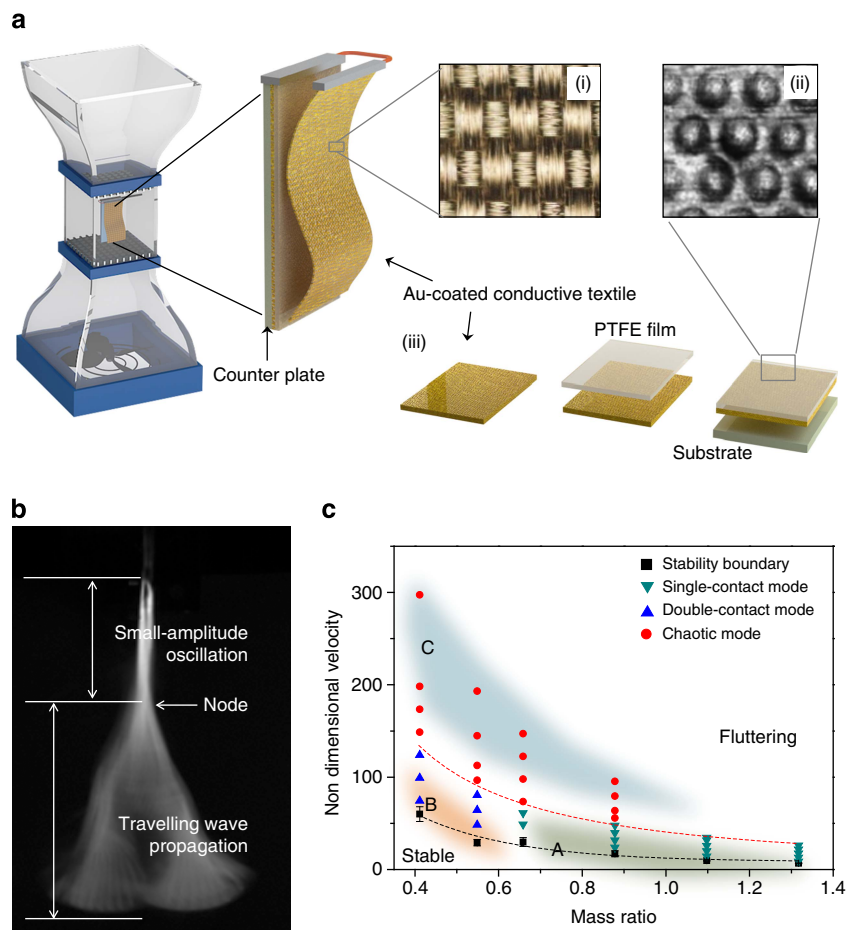 a
(i)
(ii)
Au-coated conductive textile
(iii)
PTFE film
Counter plate
Substrate
b
Small-amplitude
oscillation
Node
Travelling wave
propagation
c
Non dimensional velocity
300
200
100
0
0.4
0.6
0.8
1.0
1.2
1.4
Mass ratio
Stability boundary
Single-contact mode
Double-contact mode
Chaotic mode
C
Fluttering
B
A
Stable